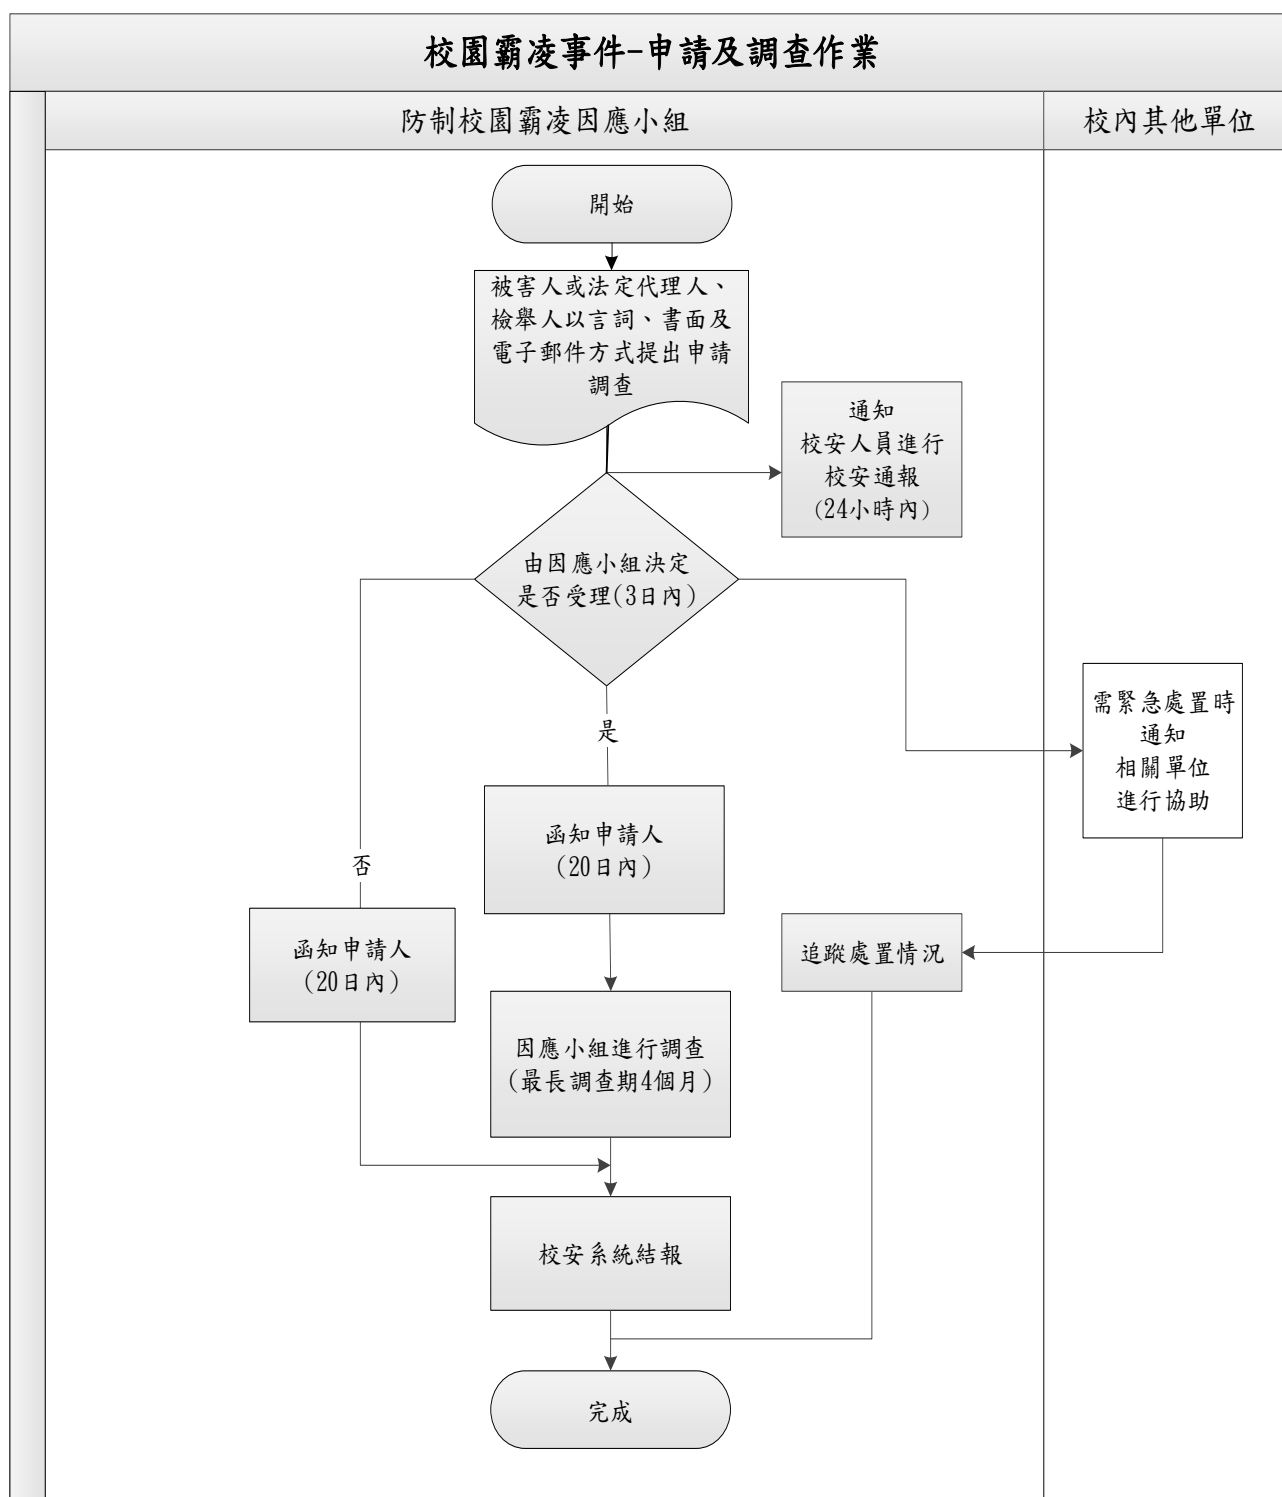 校園霸凌事件-申請及調查作業
防制校園霸凌因應小組
校內其他單位
開始
被害人或法定代理人、
檢舉人以言詞、書面及
電子郵件方式提出申請
調查
通知
校安人員進行
校安通報
(24小時內)
由因應小組決定
是否受理(3日內)
需緊急處置時
通知
相關單位
進行協助
是
函知申請人
(20日內)
否
函知申請人
(20日內)
追蹤處置情況
因應小組進行調查
(最長調查期4個月)
校安系統結報
完成